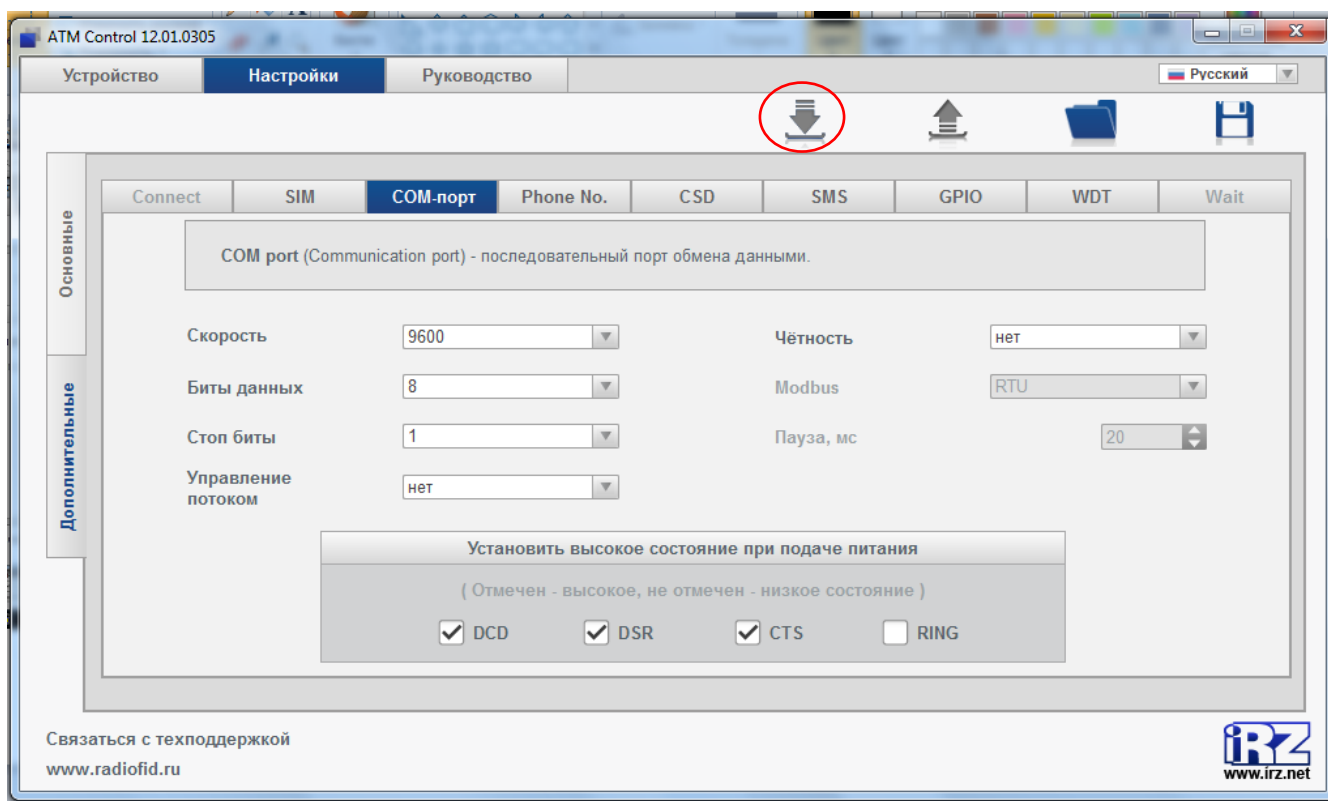 ATM Control 12.01.0305
Устройство Настройки Руководство Русский
Connect SIM COM-порт Phone No. CSD SMS GPIO WDT Wait
Основные
Дополнительные
COM port (Communication port) - последовательный порт обмена данными.
Скорость 9600 Чётность нет
Биты данных 8 Modbus RTU
Стоп биты 1 Пауза, мс 20
Управление
потоком нет
Установить высокое состояние при подаче питания
( Отмечен - высокое, не отмечен - низкое состояние )
DCD DSR CTS RING
Связаться с техподдержкой
www.radiofid.ru
iRZ
www.irz.net